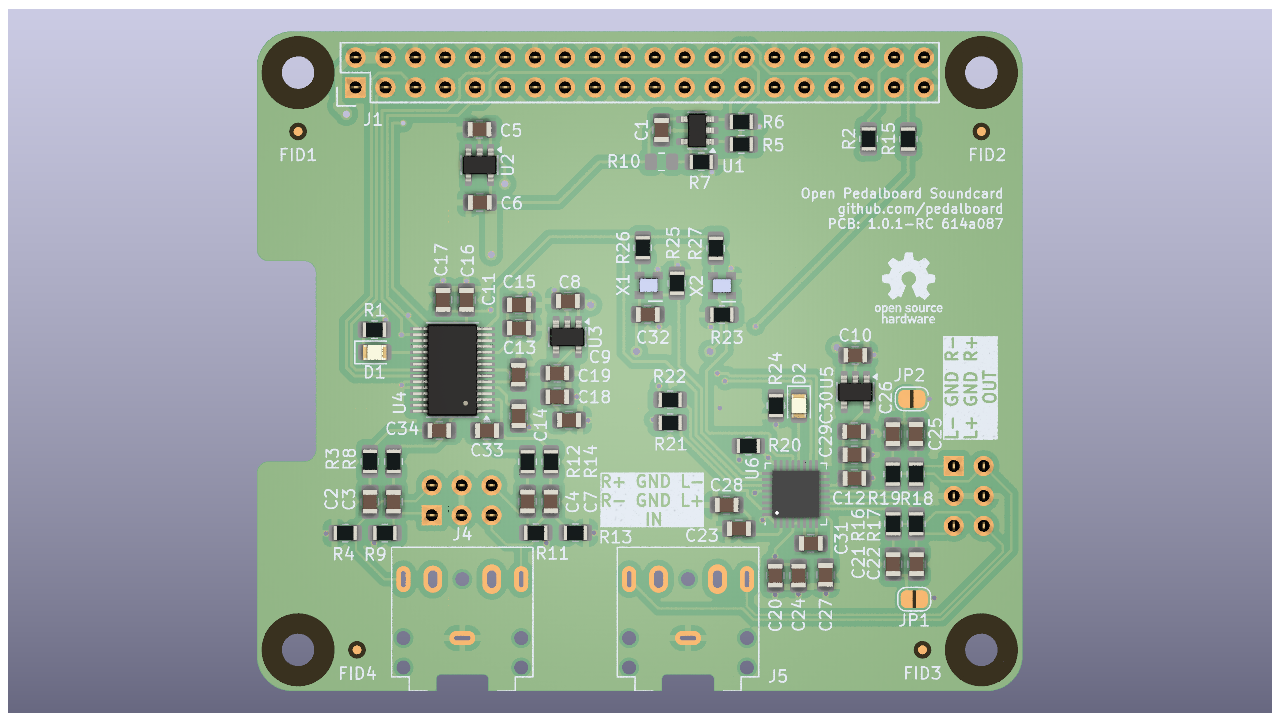 J1
FID1
FID2
C5
U2
C6
C1
R6
R5
R10
R7
U1
R2
R15
Open Pedalboard Soundcard
github.com/pedalboard
PCB: 1.0.1-RC 614a087
R26
R25
R27
X1
X2
C32
R23
open source
hardware
C17
C16
C11
C15
C8
R1
D1
U4
C13
U3
C9
C19
C18
C14
C34
C33
R22
R21
R24
D2
U5
C10
C30
C29
C26
JP2
C25
L- GND R-
L+ GND R+
OUT
R3
R8
R12
R14
R20
U6
C2
C3
C4
C7
J4
R+ GND L-
R- GND L+
IN
C28
C23
C12
R19
R18
R4
R9
R11
R13
C31
R16
R17
C21
C22
C20
C24
C27
JP1
J5
FID4
FID3